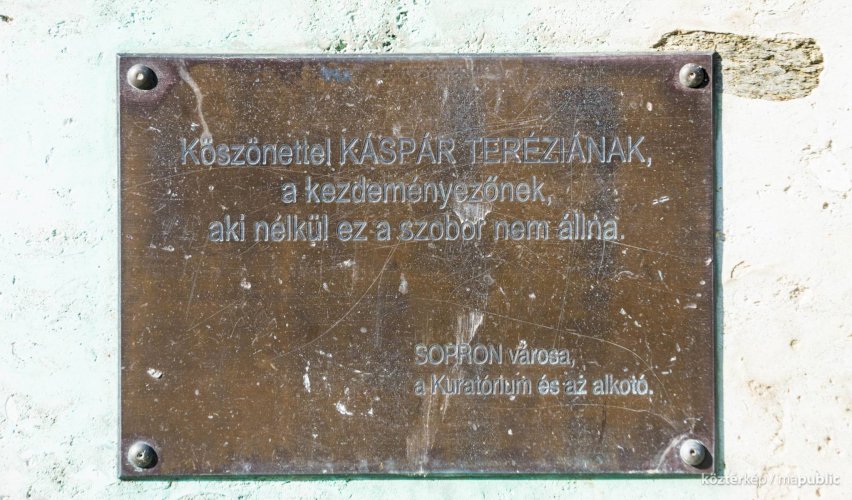 Köszönettel KÁSPÁR TERÉZIÁNAK,
a kezdeményezőnek,
aki nélkül ez a szobor nem állna.
SOPRON városa,
a Kuratórium és az alkotó.
köztérkép / mapublic